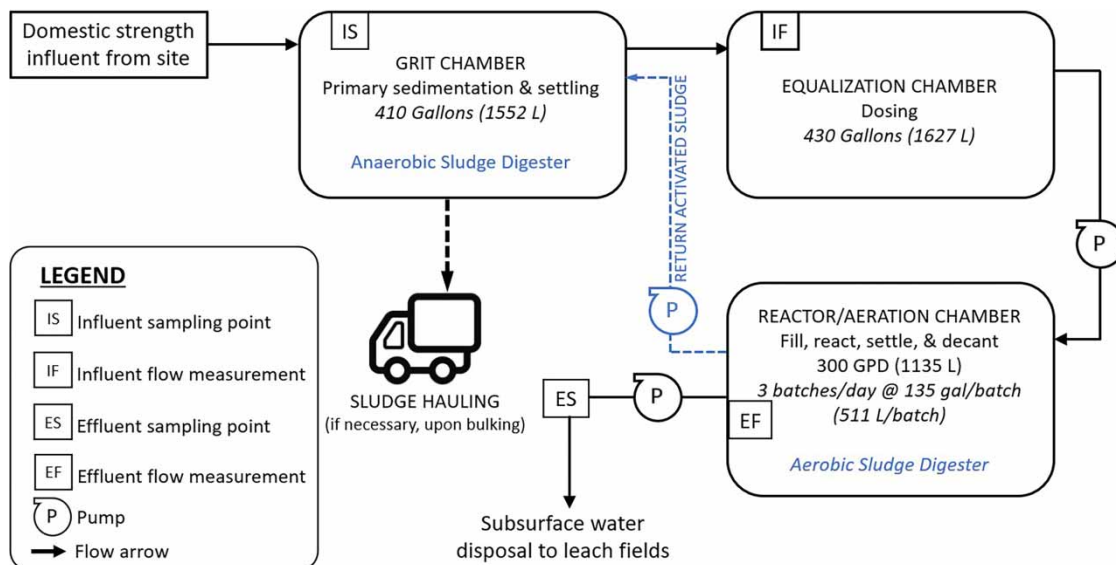 Domestic strength
influent from site
IS
GRIT CHAMBER
Primary sedimentation & settling
410 Gallons (1552 L)
Anaerobic Sludge Digester
IF
EQUALIZATION CHAMBER
Dosing
430 Gallons (1627 L)
RETURN ACTIVATED SLUDGE
P
P
REACTOR/AERATION CHAMBER
Fill, react, settle, & decant
300 GPD (1135 L)
3 batches/day @ 135 gal/batch
(511 L/batch)
Aerobic Sludge Digester
EF
P
ES
Subsurface water
disposal to leach fields
SLUDGE HAULING
(if necessary, upon bulking)
LEGEND
IS Influent sampling point
IF Influent flow measurement
ES Effluent sampling point
EF Effluent flow measurement
P Pump
Flow arrow